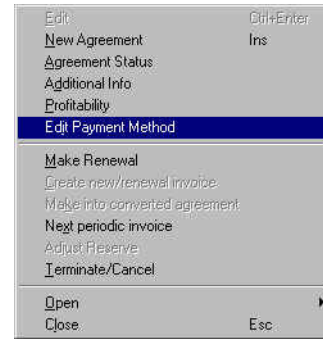 Edit Ctrl+Enter
New Agreement Ins
Agreement Status
Additional Info
Profitability
Edit Payment Method
Make Renewal
Create new/renewal invoice
Make into converted agreement
Next periodic invoice
Adjust Reserve
Terminate/Cancel
Open
Close Esc